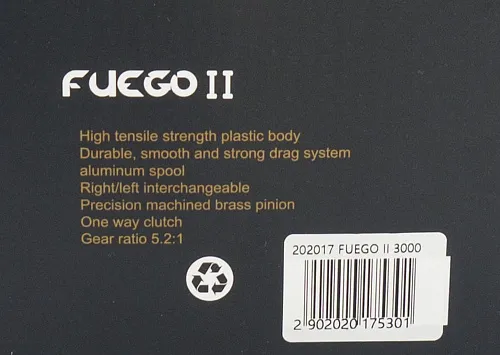 FUEGO II
High tensile strength plastic body
Durable, smooth and strong drag system
aluminum spool
Right/left interchangeable
Precision machined brass pinion
One way clutch
Gear ratio 5.2:1
202017 FUEGO II 3000
2 902020 175301